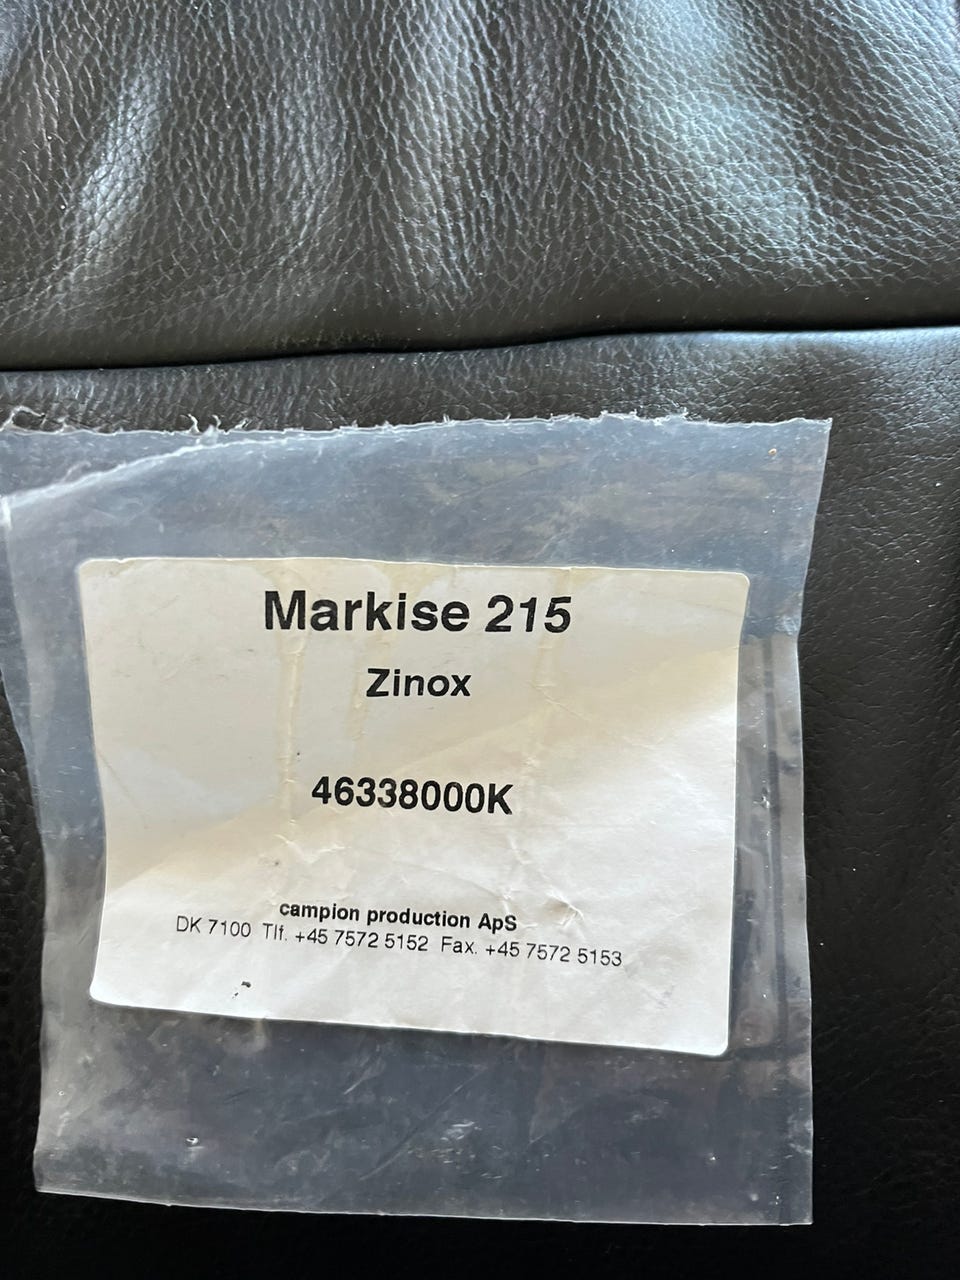 Markise 215
Zinox
46338000K
campion production ApS
DK 7100 Tlf. +45 7572 5152 Fax. +45 7572 5153